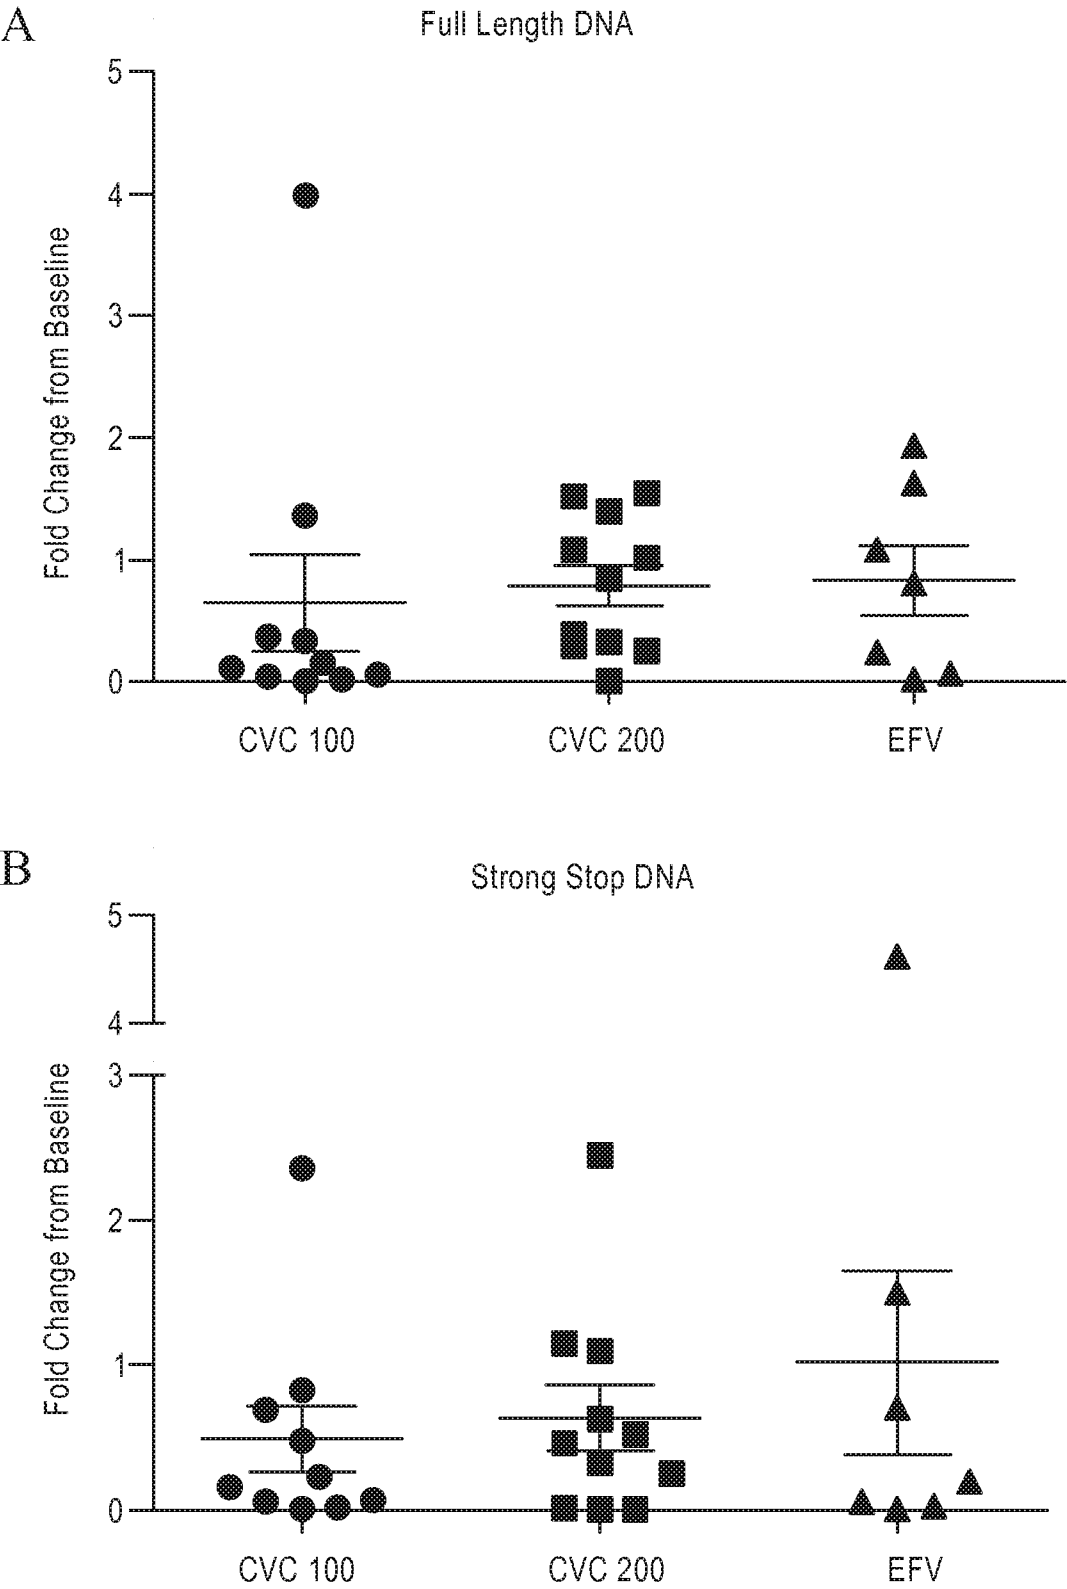 A
Full Length DNA
5
4
3
2
1
0
Fold Change from Baseline
CVC 100 CVC 200 EFV
B
Strong Stop DNA
5
4
3
2
1
0
Fold Change from Baseline
CVC 100 CVC 200 EFV